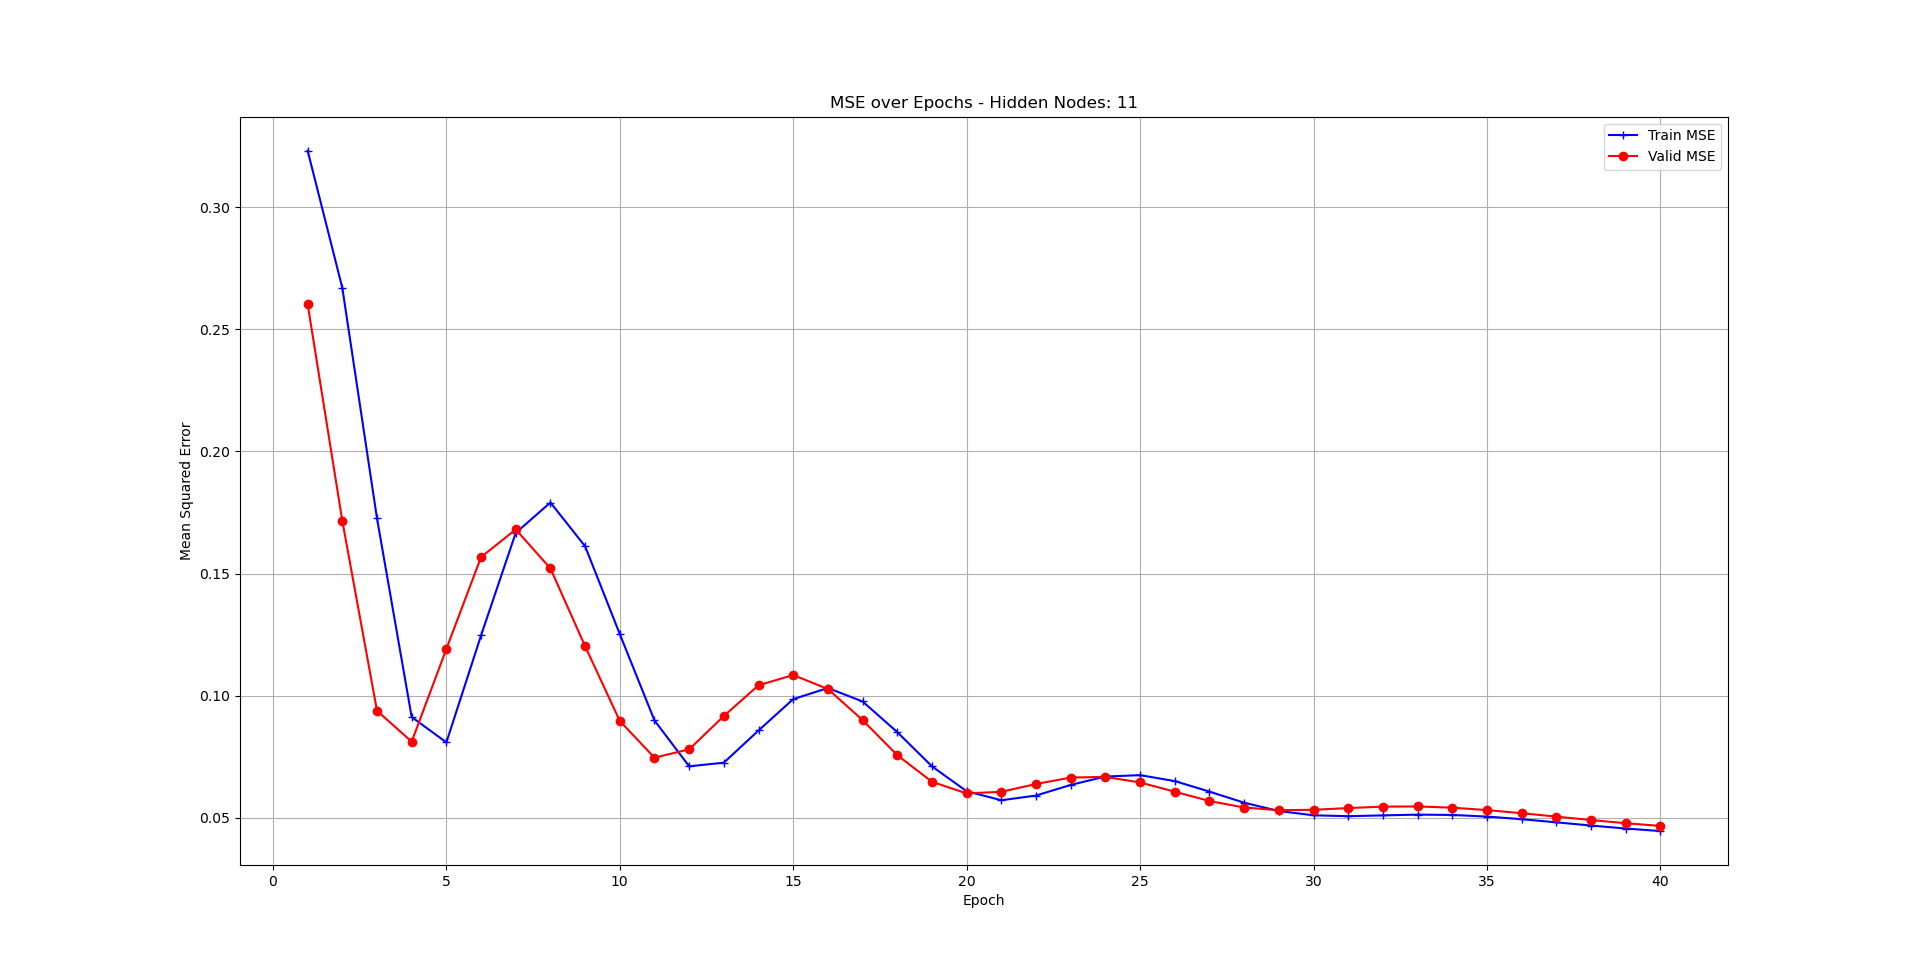 MSE over Epochs - Hidden Nodes: 11
Train MSE
Valid MSE
Mean Squared Error
0.30
0.25
0.20
0.15
0.10
0.05
0 5 10 15 20 25 30 35 40
Epoch